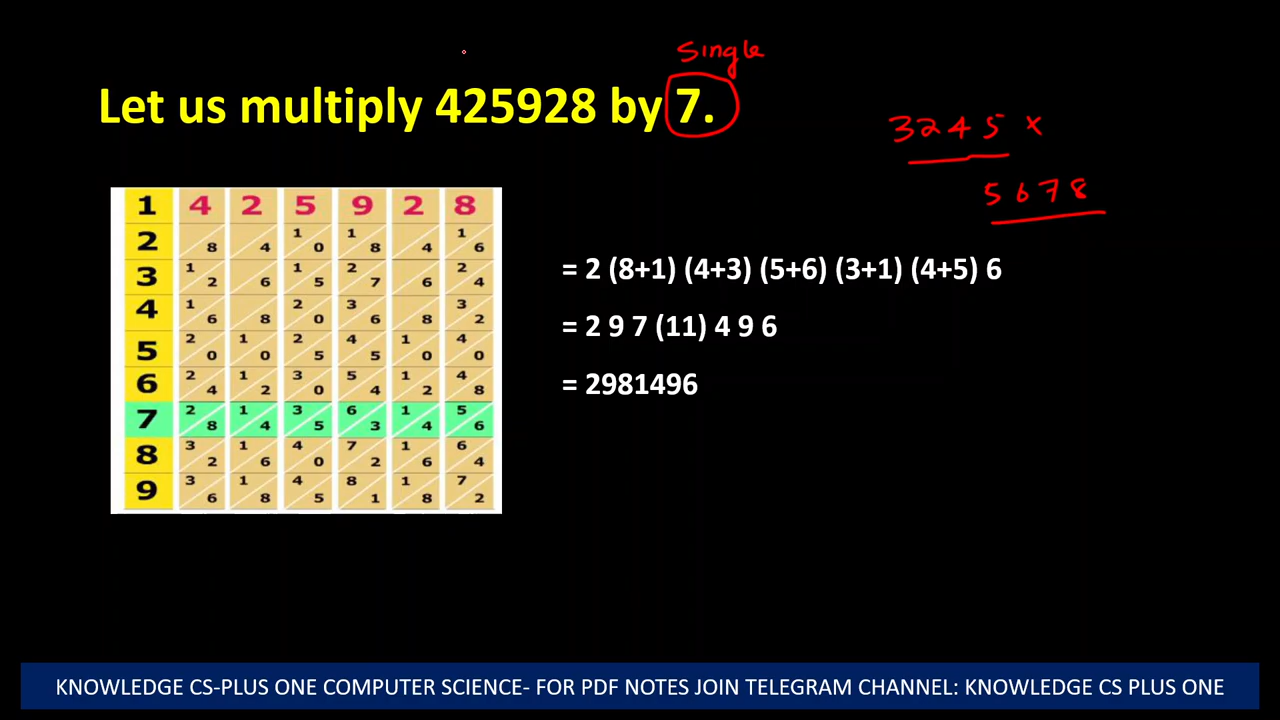 Single
Let us multiply 425928 by 7.
3245 x
5678
1 4 2 5 9 2 8
2 8 4 1 0 1 8 4 1 6
3 1 2 6 1 5 2 7 6 2 4
4 1 6 8 2 0 3 6 8 3 2
5 2 0 1 0 2 5 4 5 1 0 4 0
6 2 4 1 2 3 0 5 4 1 2 4 8
7 2 8 1 4 3 5 6 3 1 4 5 6
8 3 2 1 6 4 0 7 2 1 6 6 4
9 3 6 1 8 4 5 8 1 1 8 7 2
= 2 (8+1) (4+3) (5+6) (3+1) (4+5) 6
= 2 9 7 (11) 4 9 6
= 2981496
KNOWLEDGE CS-PLUS ONE COMPUTER SCIENCE- FOR PDF NOTES JOIN TELEGRAM CHANNEL: KNOWLEDGE CS PLUS ONE